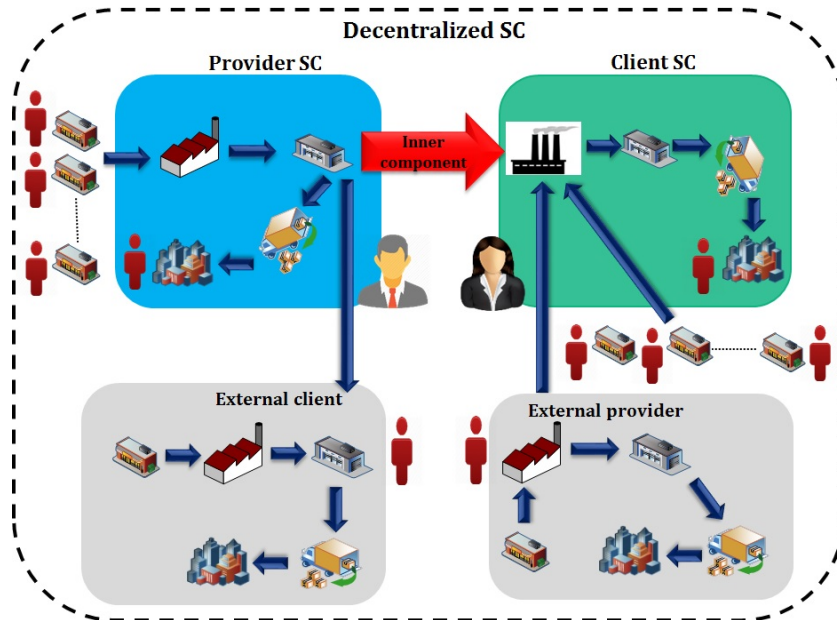 Decentralized SC
Provider SC
Client SC
Inner
component
External client
External provider